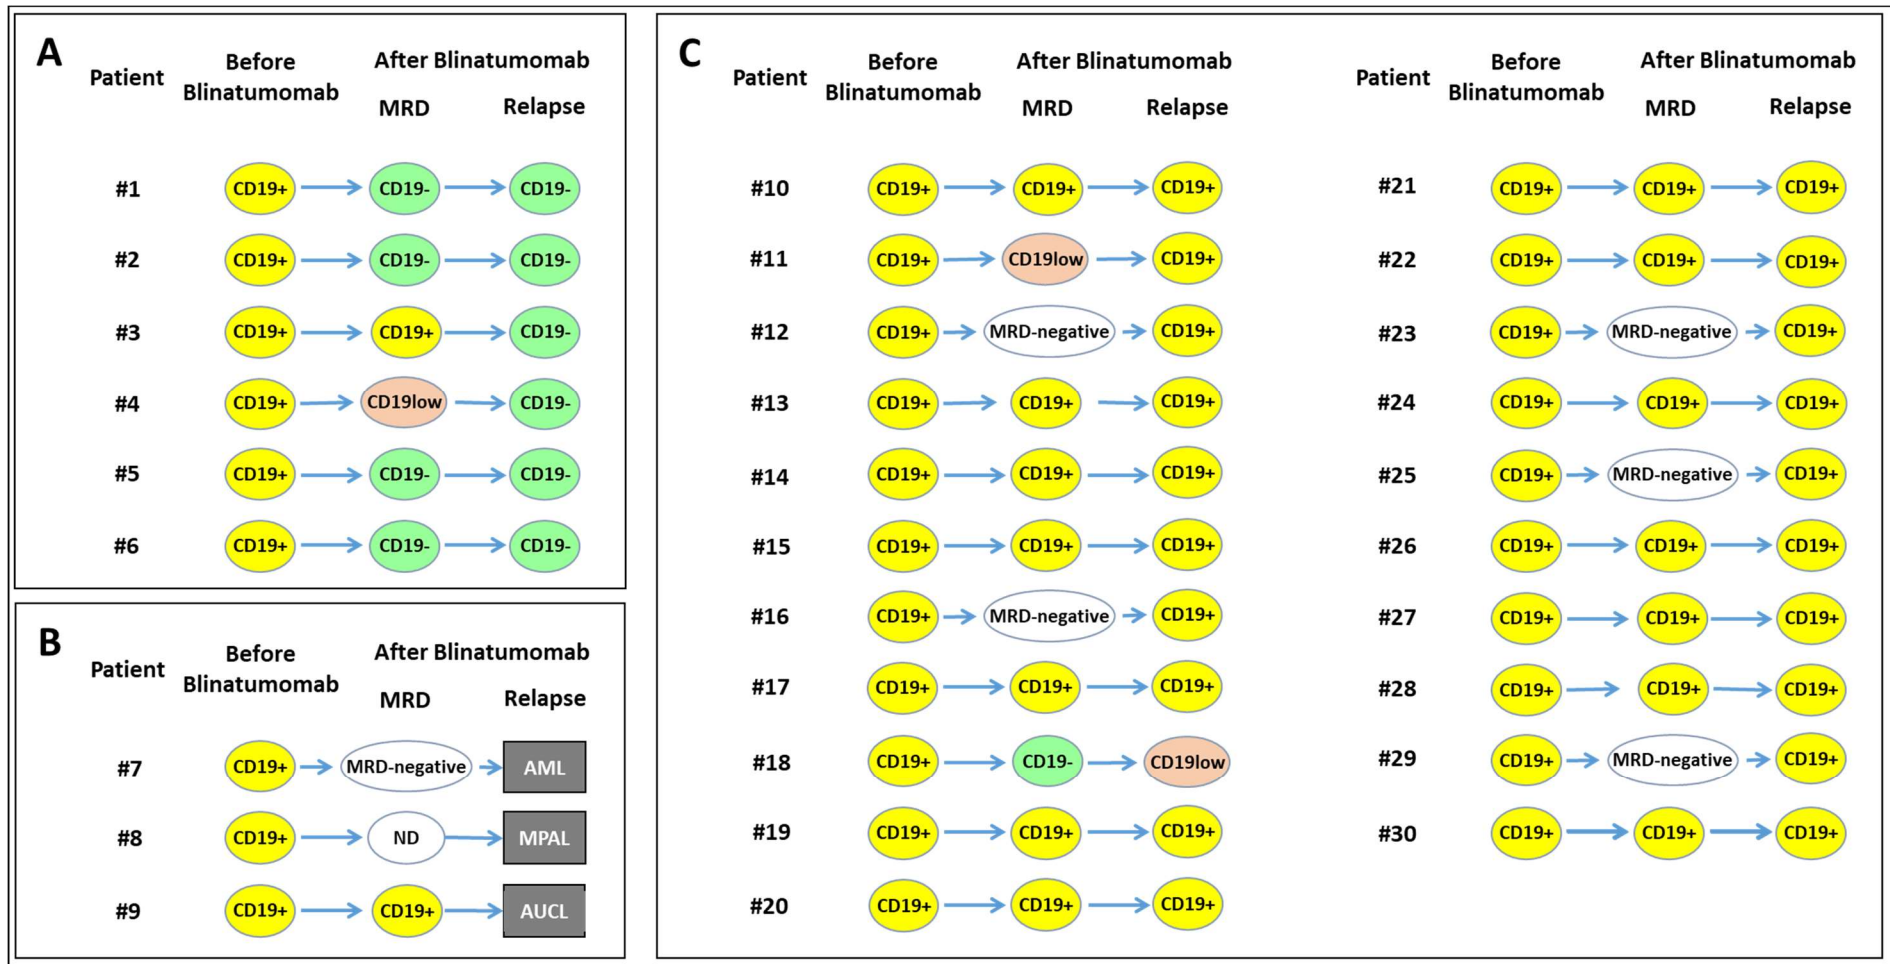 A
Patient Before After Blinatumomab
Blinatumomab MRD Relapse
#1 CD19+ CD19- CD19-
#2 CD19+ CD19- CD19-
#3 CD19+ CD19+ CD19-
#4 CD19+ CD19low CD19-
#5 CD19+ CD19- CD19-
#6 CD19+ CD19- CD19-
B
Patient Before After Blinatumomab
Blinatumomab MRD Relapse
#7 CD19+ MRD-negative AML
#8 CD19+ ND MPAL
#9 CD19+ CD19+ AUCL
C
Patient Before After Blinatumomab
Blinatumomab MRD Relapse
#10 CD19+ CD19+ CD19+
#11 CD19+ CD19low CD19+
#12 CD19+ MRD-negative CD19+
#13 CD19+ CD19+ CD19+
#14 CD19+ CD19+ CD19+
#15 CD19+ CD19+ CD19+
#16 CD19+ MRD-negative CD19+
#17 CD19+ CD19+ CD19+
#18 CD19+ CD19- CD19low
#19 CD19+ CD19+ CD19+
#20 CD19+ CD19+ CD19+
Patient Before After Blinatumomab
Blinatumomab MRD Relapse
#21 CD19+ CD19+ CD19+
#22 CD19+ CD19+ CD19+
#23 CD19+ MRD-negative CD19+
#24 CD19+ CD19+ CD19+
#25 CD19+ MRD-negative CD19+
#26 CD19+ CD19+ CD19+
#27 CD19+ CD19+ CD19+
#28 CD19+ CD19+ CD19+
#29 CD19+ MRD-negative CD19+
#30 CD19+ CD19+ CD19+